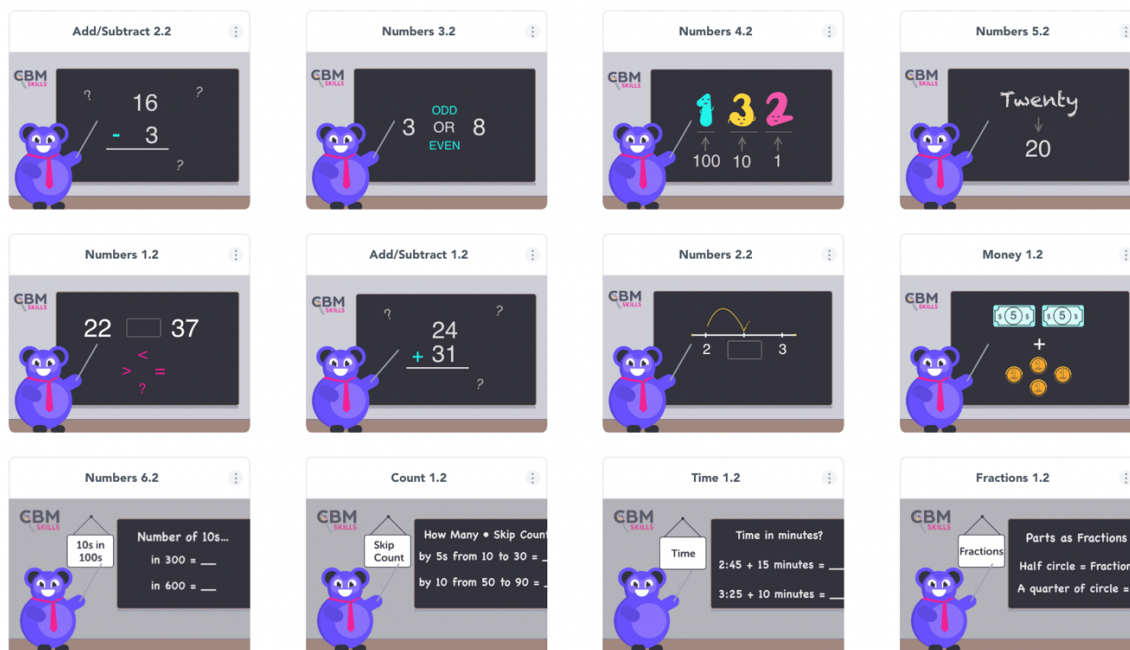 Add/Subtract 2.2
CBM
SKILLS
?
?
16
- 3
?
Numbers 3.2
CBM
SKILLS
ODD
3 OR 8
EVEN
Numbers 4.2
CBM
SKILLS
1 3 2
100 10 1
Numbers 5.2
CBM
SKILLS
Twenty
20
Numbers 1.2
CBM
SKILLS
22 37
<
> =
?
Add/Subtract 1.2
CBM
SKILLS
?
?
24
+ 31
?
Numbers 2.2
CBM
SKILLS
2 3
Money 1.2
CBM
SKILLS
$ 5 $ $ 5 $
+
Numbers 6.2
CBM
SKILLS
10s in
100s
Number of 10s...
in 300 = __
in 600 = __
Count 1.2
CBM
SKILLS
Skip
Count
How Many • Skip Count
by 5s from 10 to 30 = _
by 10 from 50 to 90 = _
Time 1.2
CBM
SKILLS
Time
Time in minutes?
2:45 + 15 minutes = __
3:25 + 10 minutes = __
Fractions 1.2
CBM
SKILLS
Fractions
Parts as Fractions
Half circle = Fraction
A quarter of circle =